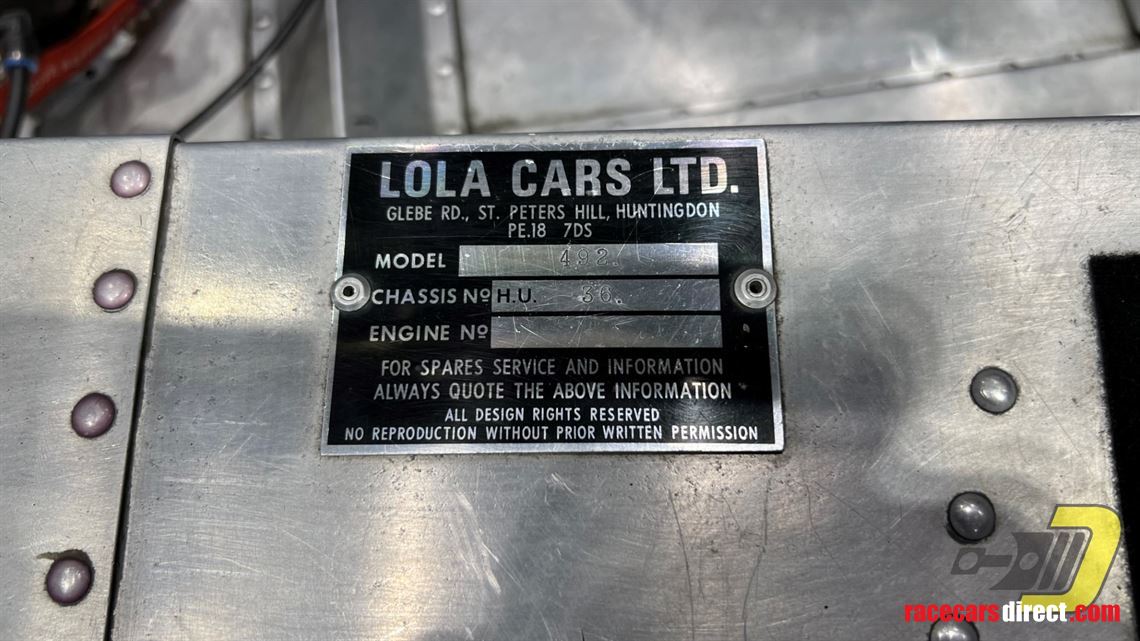 LOLA CARS LTD.
GLEBE RD., ST. PETERS HILL, HUNTINGDON
PE.18 7DS
MODEL 492.
CHASSIS Nº H.U. 36.
ENGINE Nº
FOR SPARES SERVICE AND INFORMATION
ALWAYS QUOTE THE ABOVE INFORMATION
ALL DESIGN RIGHTS RESERVED
NO REPRODUCTION WITHOUT PRIOR WRITTEN PERMISSION
racecarsdirect.com